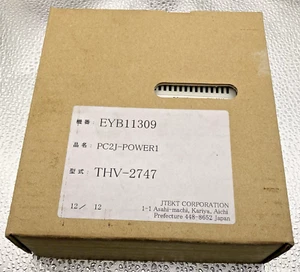 機番 EYB11309
品名 PC2J-POWER1
型式 THV-2747
12／ 12
JTEKT CORPORATION
1-1 Asahi-machi, Kariya, Aichi
Prefecture 448-8652 Japan